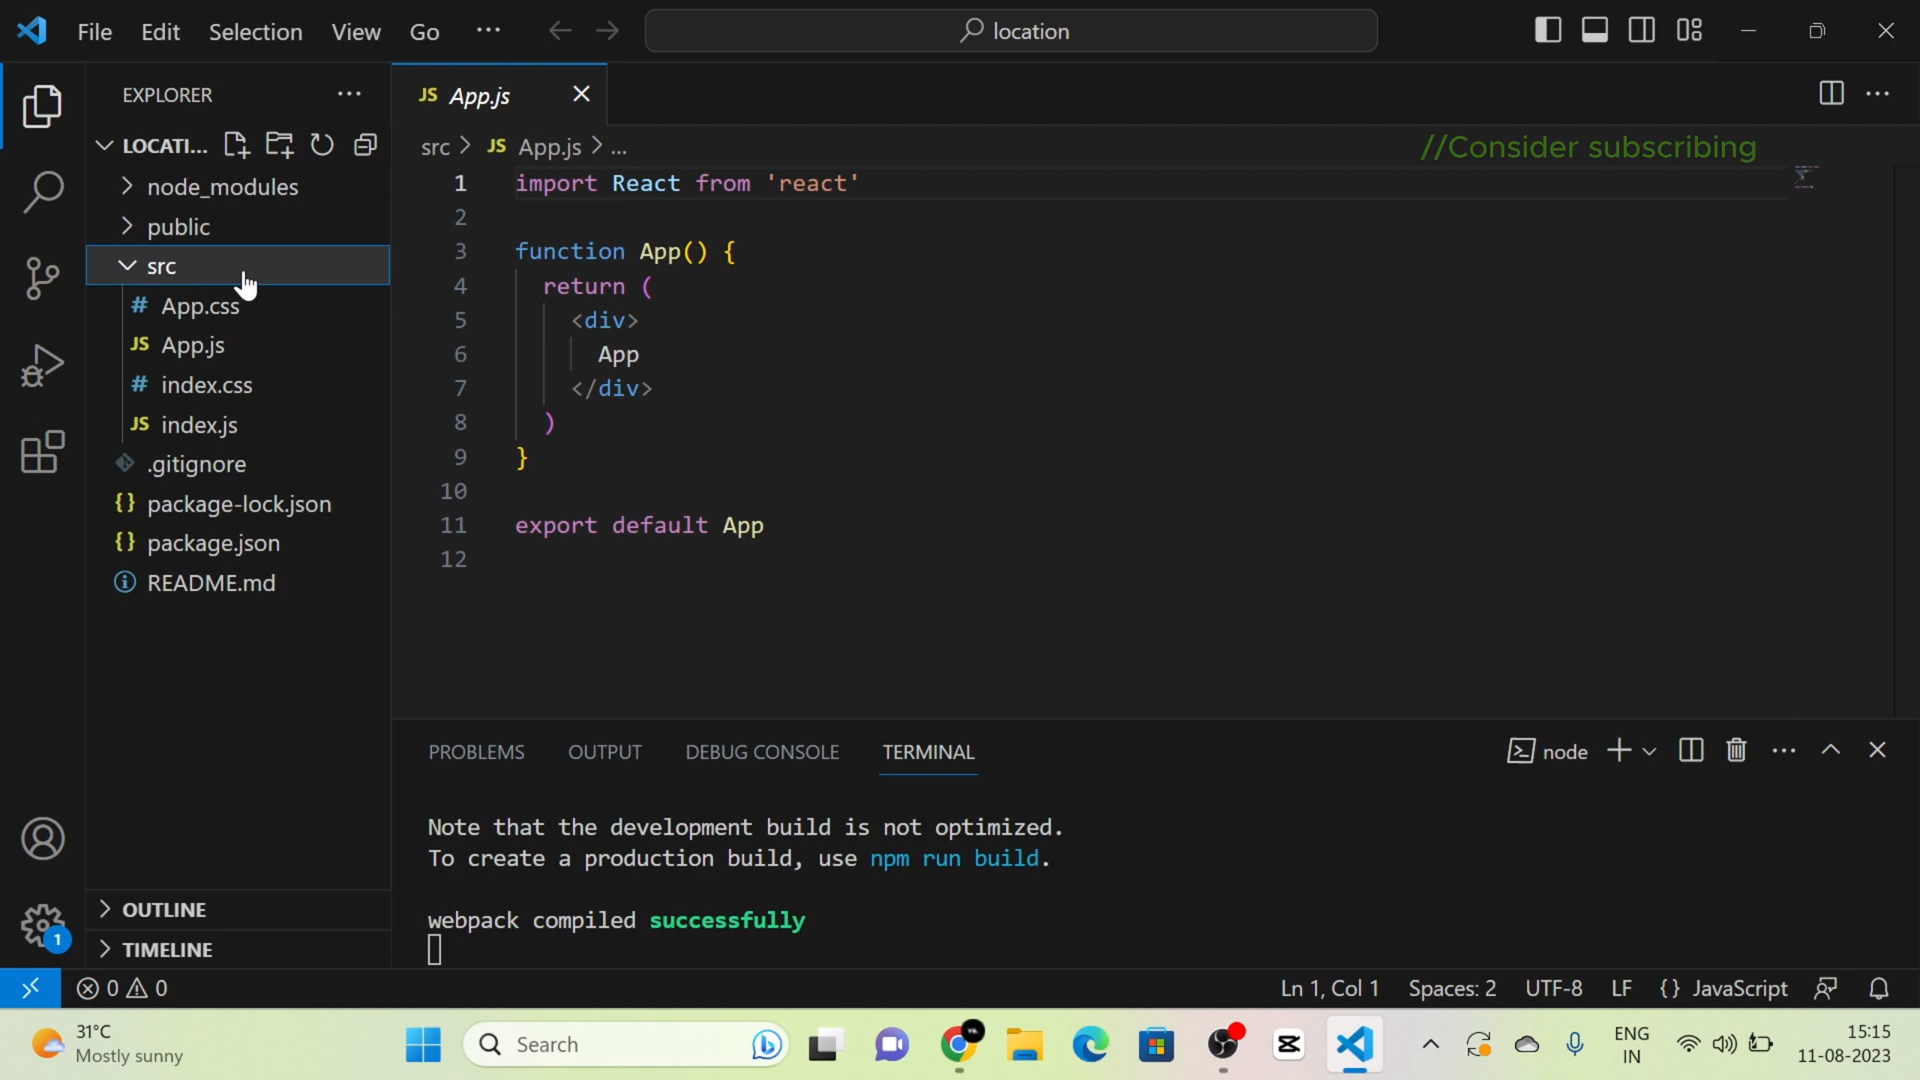 File Edit Selection View Go ... location
EXPLORER ...
JS App.js
LOCATI...
src > JS App.js > ...
//Consider subscribing
node_modules
public
src
# App.css
JS App.js
# index.css
JS index.js
.gitignore
{} package-lock.json
{} package.json
README.md
OUTLINE
TIMELINE
1 import React from 'react'
2
3 function App() {
4 return (
5 <div>
6 App
7 </div>
8 )
9 }
10
11 export default App
12
PROBLEMS OUTPUT DEBUG CONSOLE TERMINAL node
Note that the development build is not optimized.
To create a production build, use npm run build.
webpack compiled successfully
1
0 0 Ln 1, Col 1 Spaces: 2 UTF-8 LF {} JavaScript
31°C
Mostly sunny
Search
ENG
IN
15:15
11-08-2023